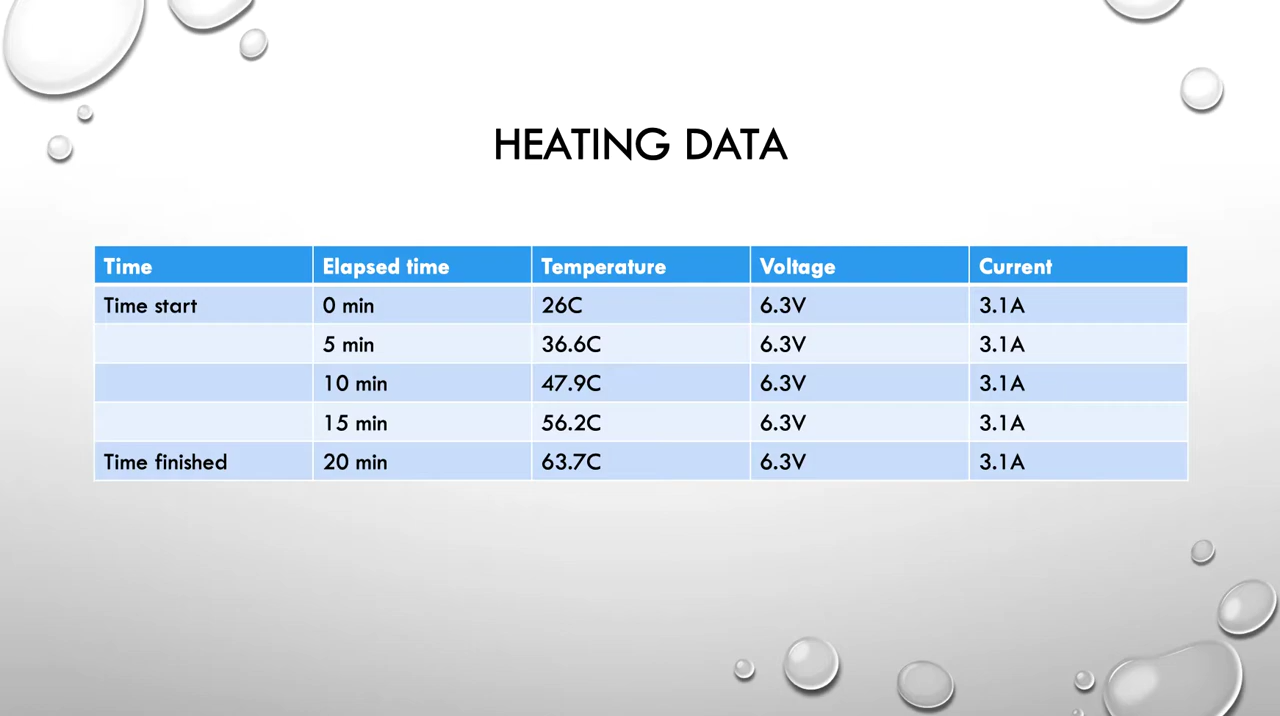 HEATING DATA
Time Elapsed time Temperature Voltage Current
Time start 0 min 26C 6.3V 3.1A
5 min 36.6C 6.3V 3.1A
10 min 47.9C 6.3V 3.1A
15 min 56.2C 6.3V 3.1A
Time finished 20 min 63.7C 6.3V 3.1A